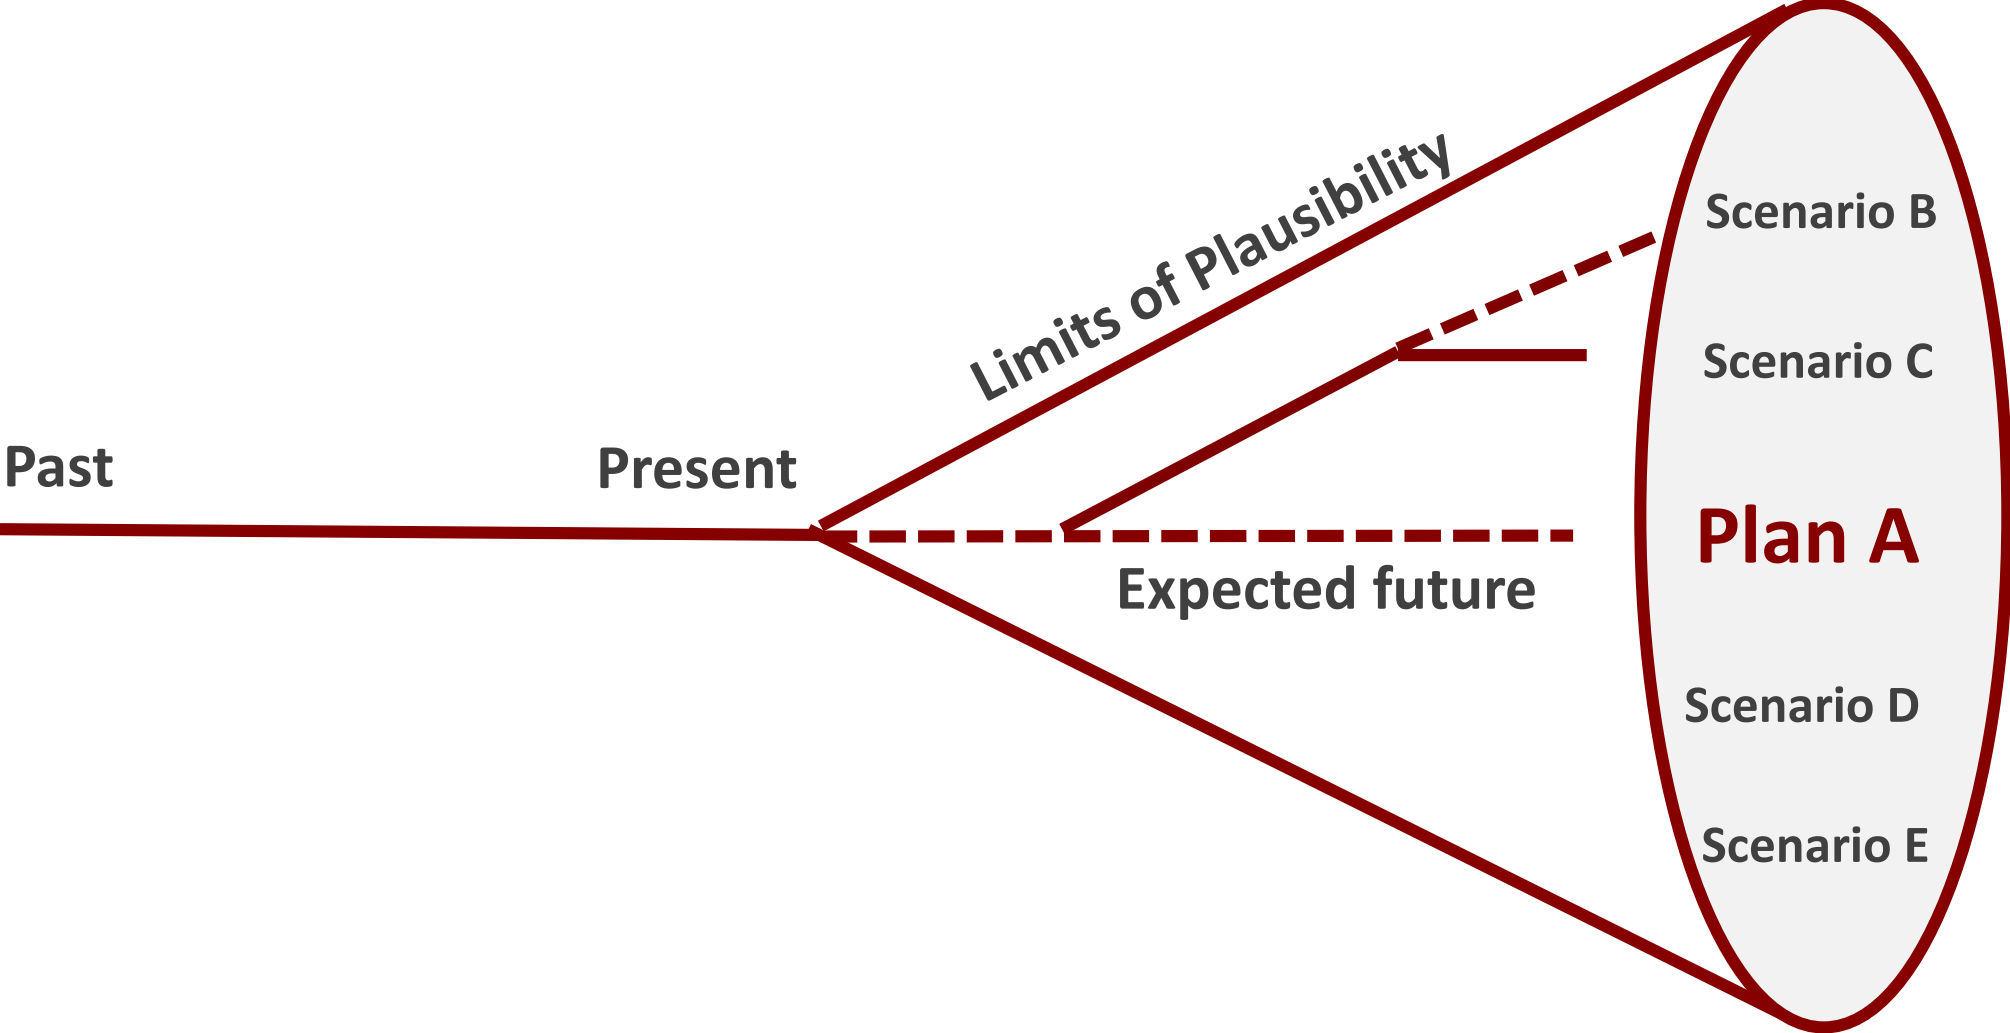 Past
Present
Limits of Plausibility
Expected future
Scenario B
Scenario C
Plan A
Scenario D
Scenario E